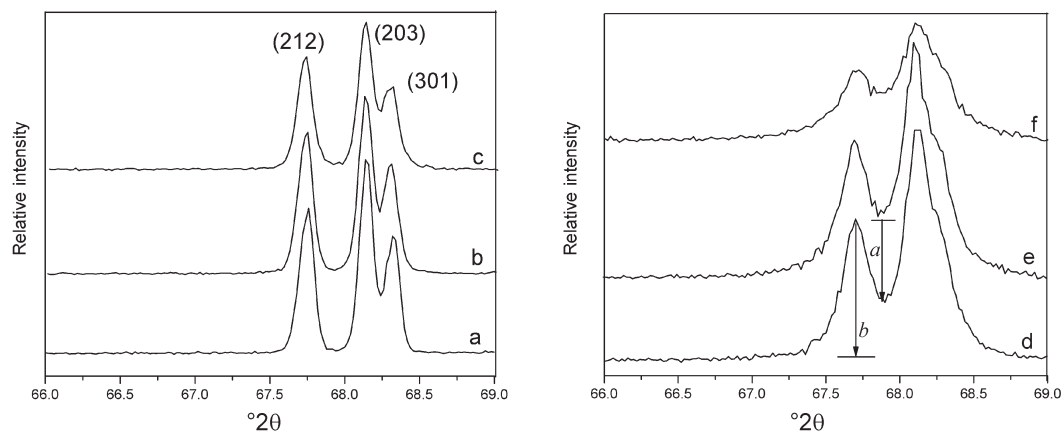 (212)
(203)
(301)
c
b
a
Relative intensity
66.0 66.5 67.0 67.5 68.0 68.5 69.0
°2θ
f
e
d
a
b
Relative intensity
66.0 66.5 67.0 67.5 68.0 68.5 69.0
°2θ